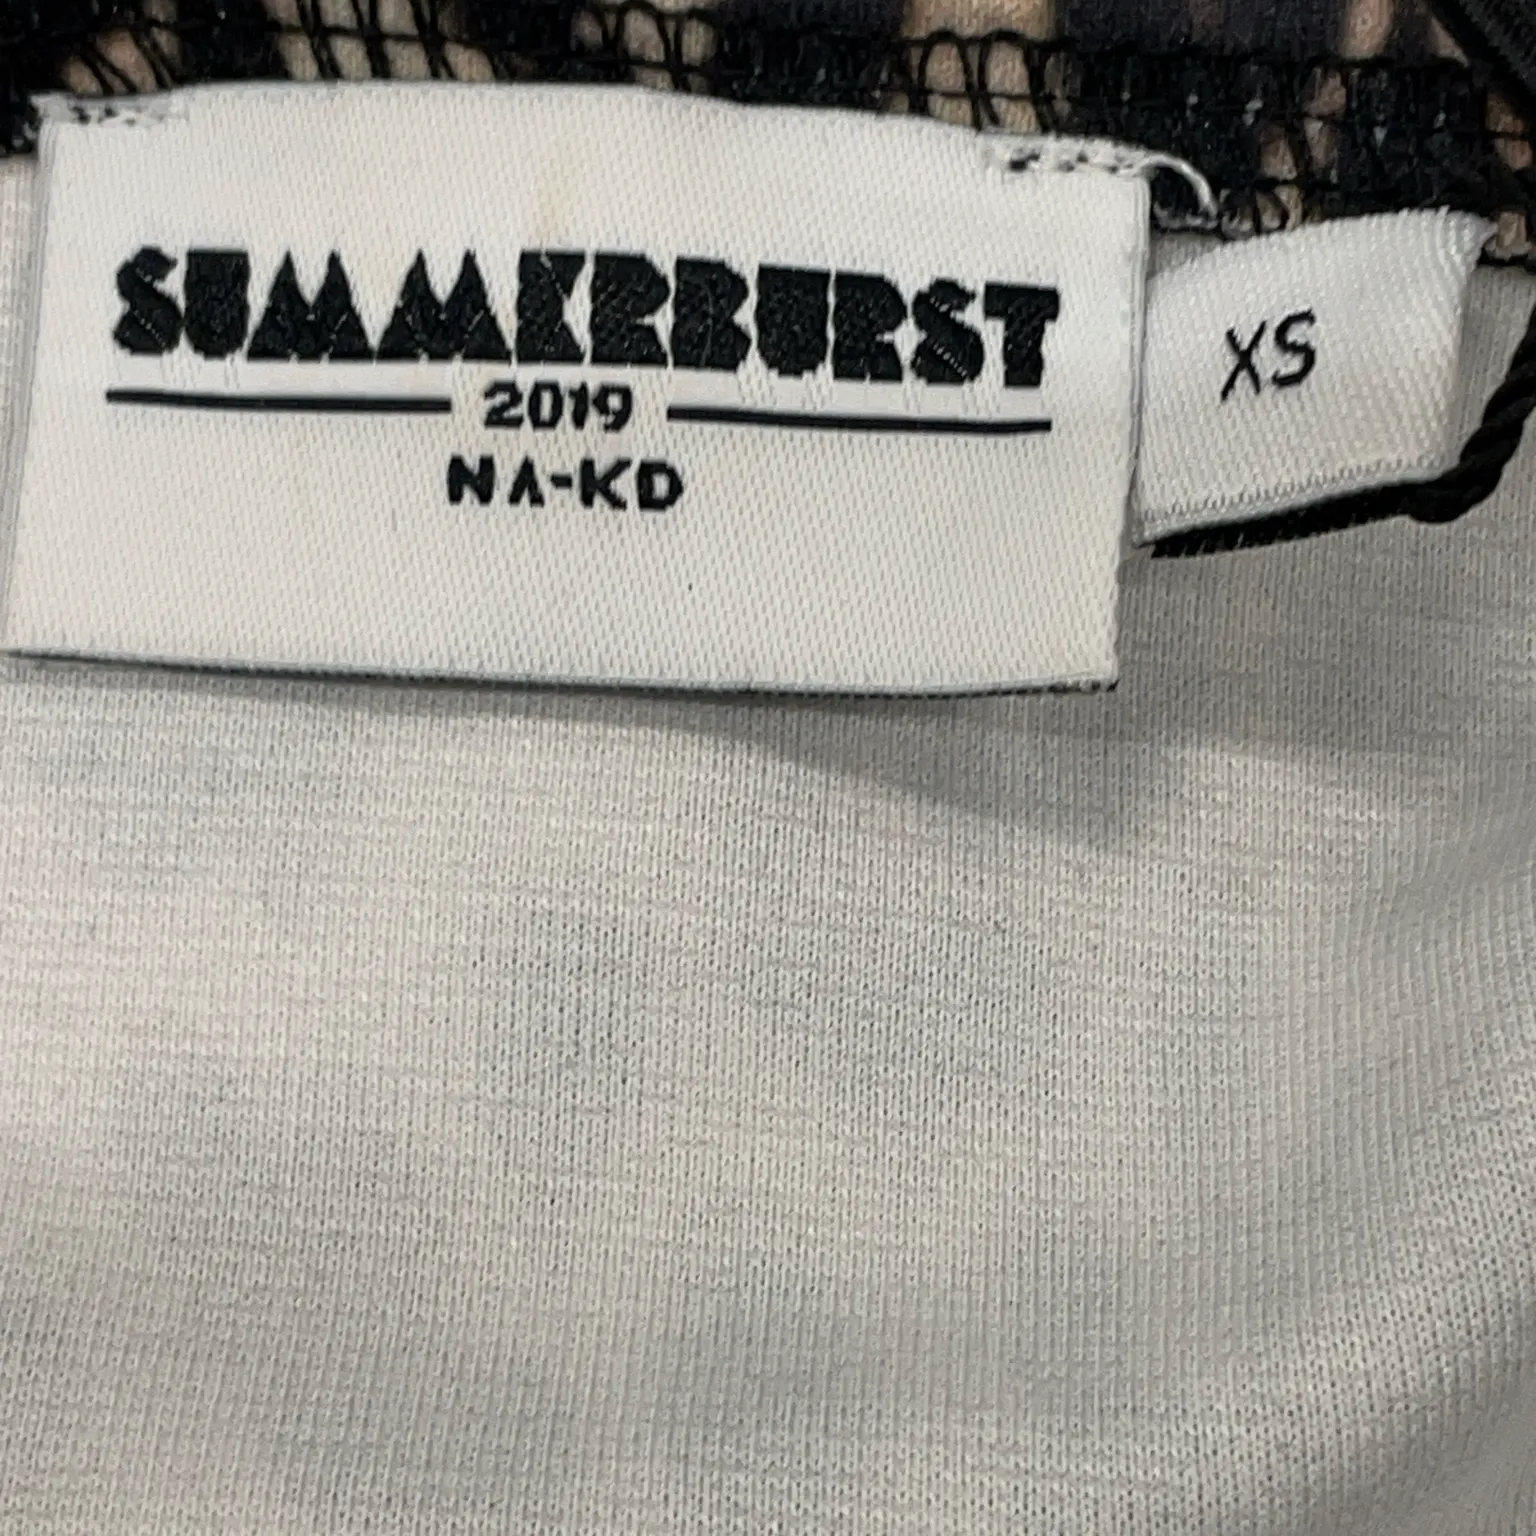 SUMMERBURST
2019
NA-KD
XS